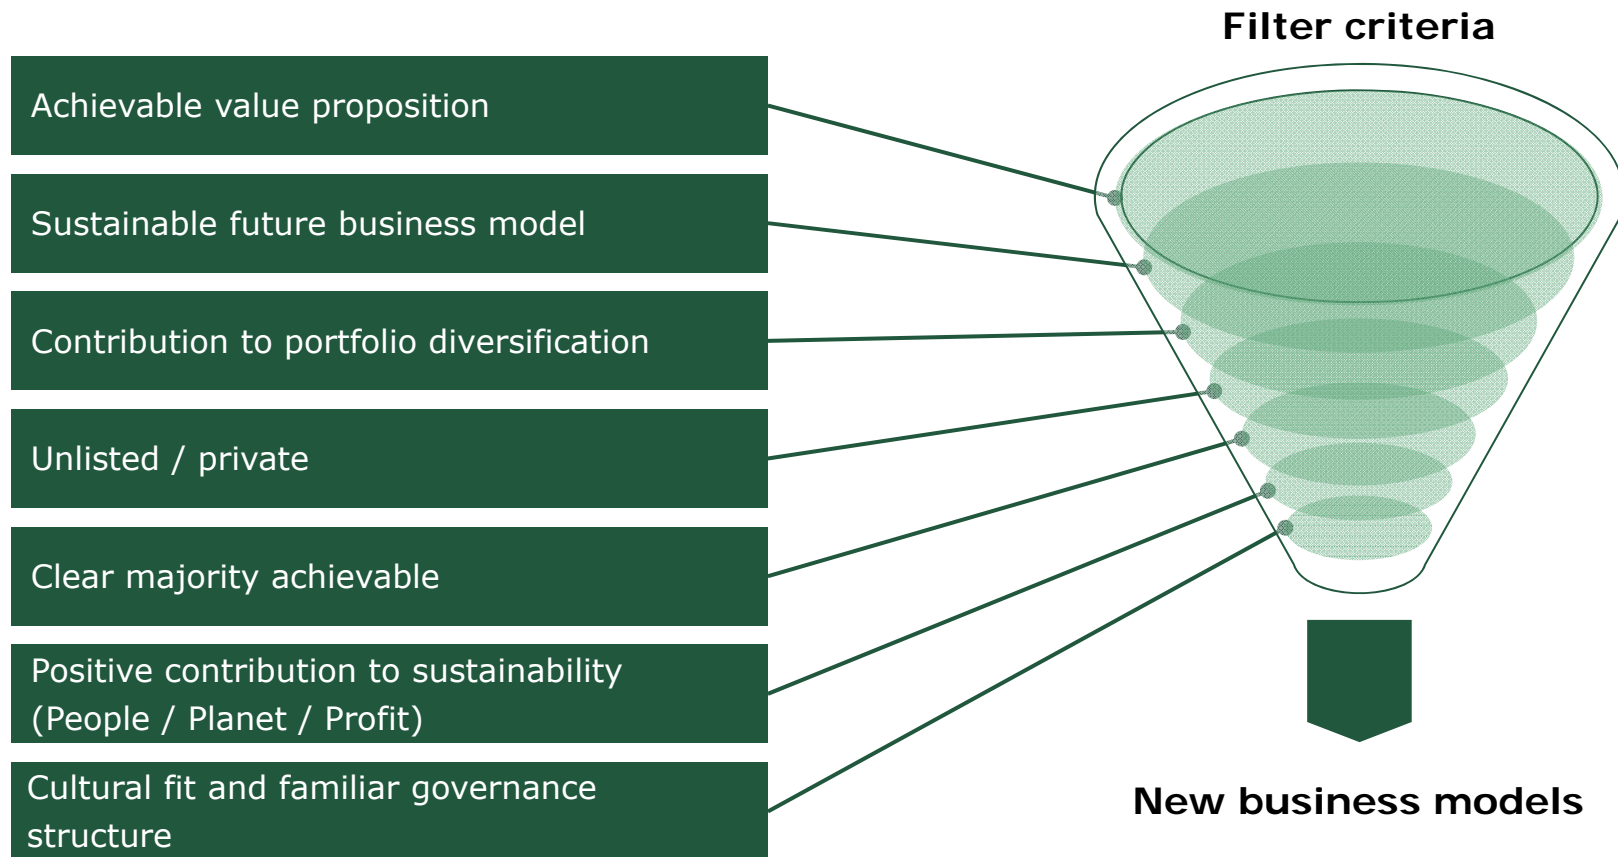 Filter criteria
Achievable value proposition
Sustainable future business model
Contribution to portfolio diversification
Unlisted / private
Clear majority achievable
Positive contribution to sustainability
(People / Planet / Profit)
Cultural fit and familiar governance
structure
New business models